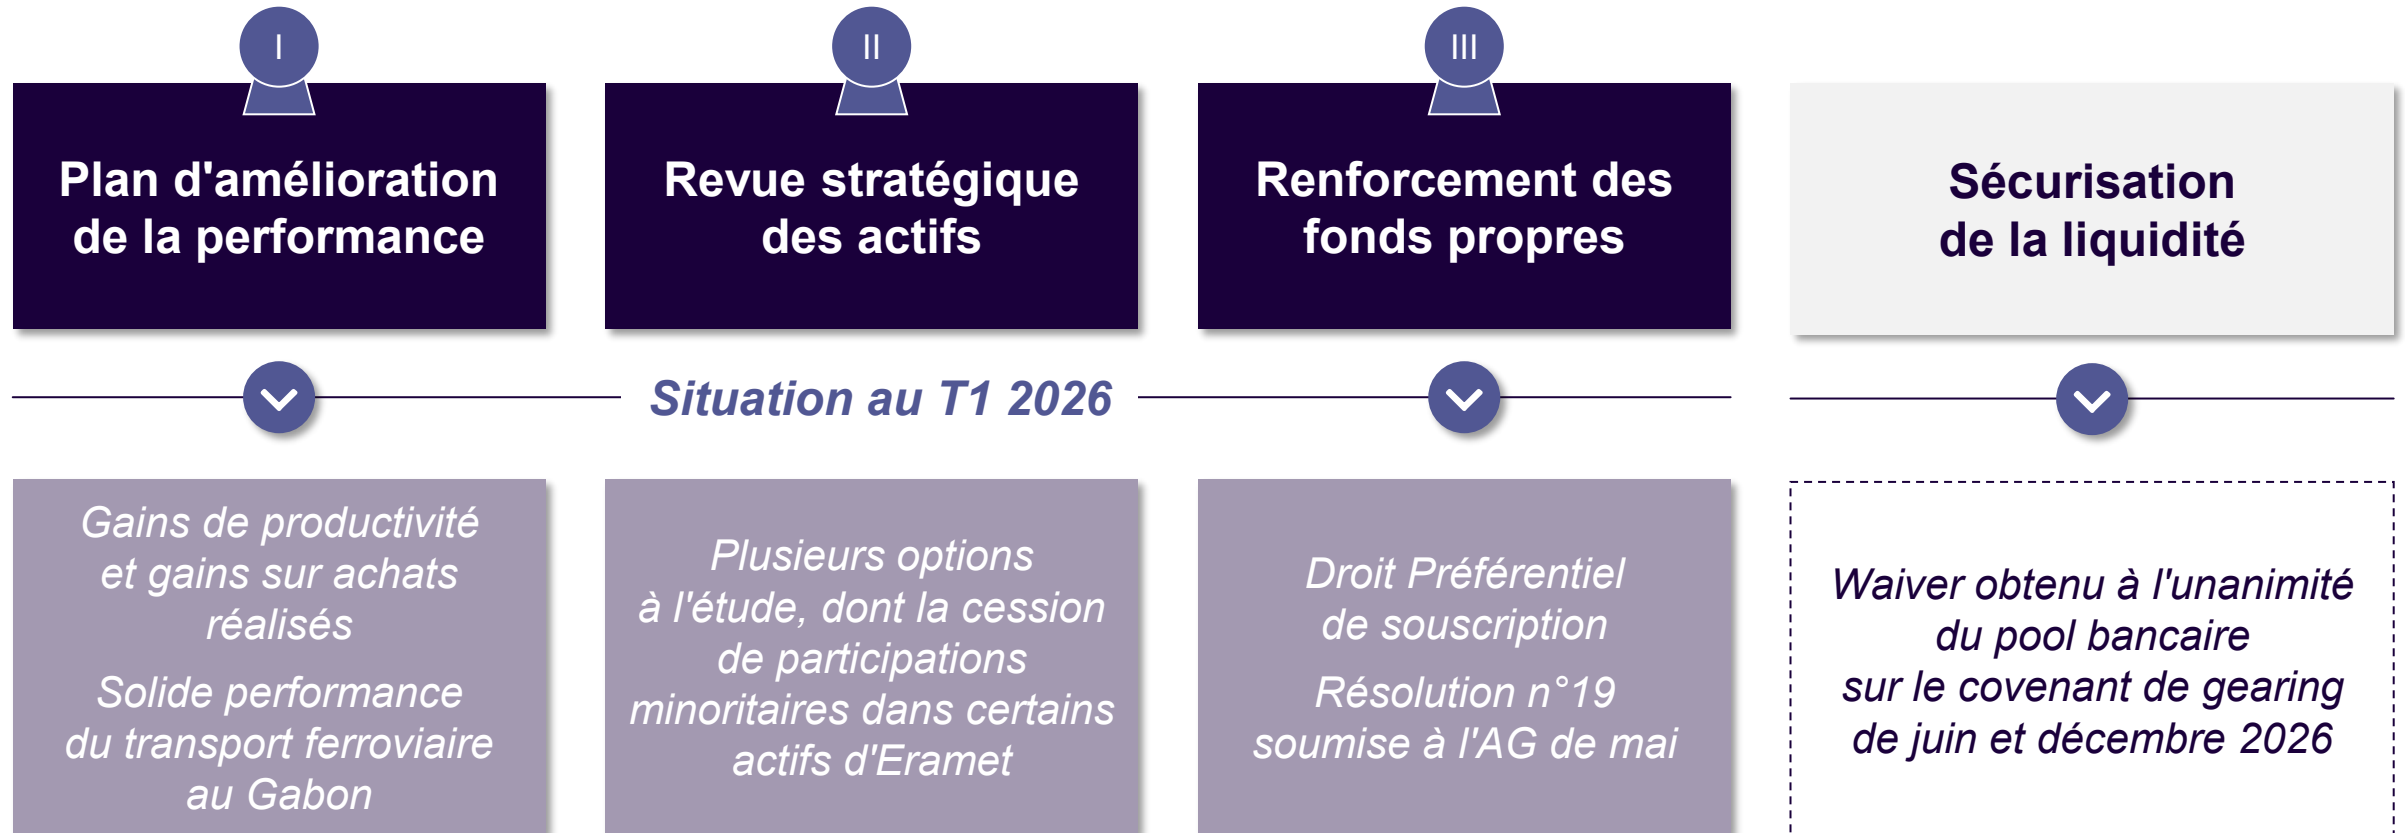 I
II
III
Plan d'amélioration
de la performance
Revue stratégique
des actifs
Renforcement des
fonds propres
Sécurisation
de la liquidité
Situation au T1 2026
Gains de productivité
et gains sur achats
réalisés
Solide performance
du transport ferroviaire
au Gabon
Plusieurs options
à l'étude, dont la cession
de participations
minoritaires dans certains
actifs d'Eramet
Droit Préférentiel
de souscription
Résolution n°19
soumise à l'AG de mai
Waiver obtenu à l'unanimité
du pool bancaire
sur le covenant de gearing
de juin et décembre 2026